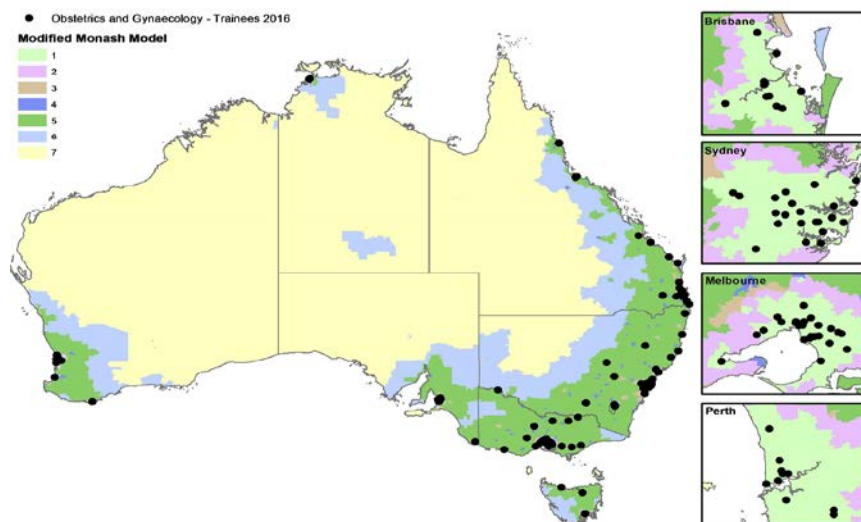 Obstetrics and Gynaecology - Trainees 2016
Modified Monash Model
1
2
3
4
5
6
7
Brisbane
Sydney
Melbourne
Perth